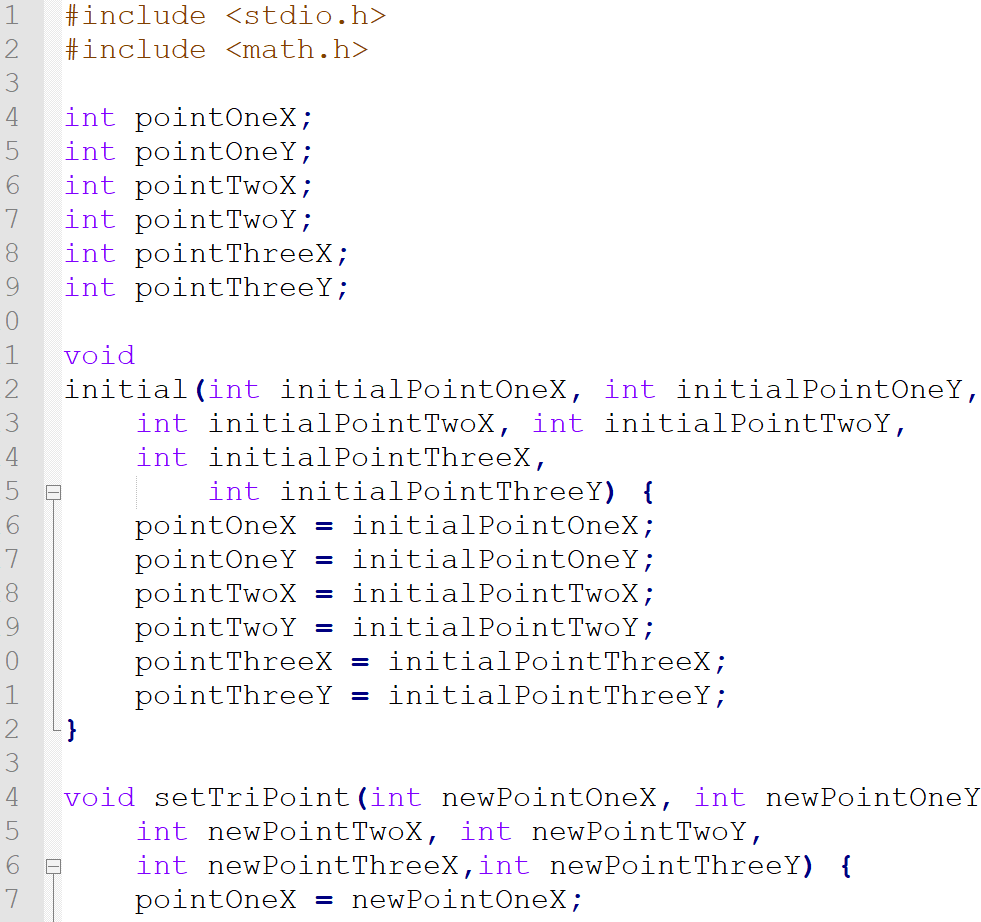 1 #include <stdio.h>
2 #include <math.h>
3
4 int pointOneX;
5 int pointOneY;
6 int pointTwoX;
7 int pointTwoY;
8 int pointThreeX;
9 int pointThreeY;
0
1 void
2 initial(int initialPointOneX, int initialPointOneY,
3     int initialPointTwoX, int initialPointTwoY,
4     int initialPointThreeX,
5         int initialPointThreeY) {
6     pointOneX = initialPointOneX;
7     pointOneY = initialPointOneY;
8     pointTwoX = initialPointTwoX;
9     pointTwoY = initialPointTwoY;
0     pointThreeX = initialPointThreeX;
1     pointThreeY = initialPointThreeY;
2 }
3
4 void setTriPoint(int newPointOneX, int newPointOneY
5     int newPointTwoX, int newPointTwoY,
6     int newPointThreeX,int newPointThreeY) {
7     pointOneX = newPointOneX;